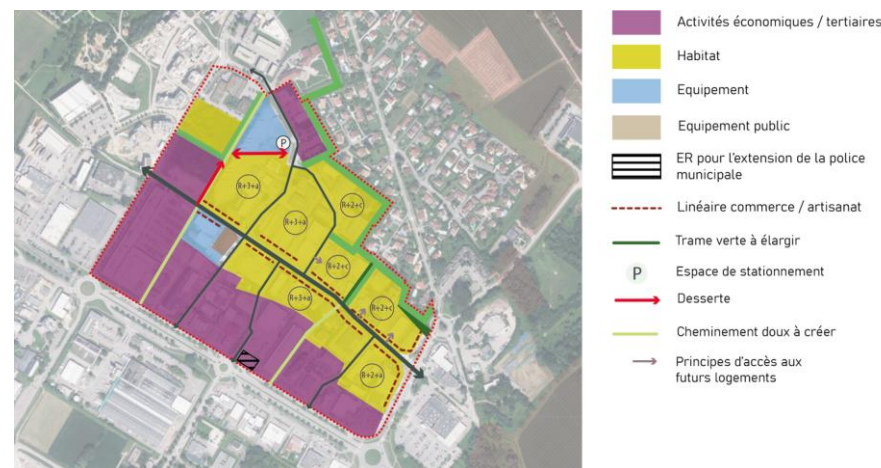 Activités économiques / tertiaires
Habitat
Equipement
Equipement public
ER pour l'extension de la police
municipale
Linéaire commerce / artisanat
Trame verte à élargir
P
Espace de stationnement
Desserte
Cheminement doux à créer
Principes d'accès aux
futurs logements
P
R+3+a
R+3+a
R+2+c
R+2+c
R+3+a
R+2+c
R+2+a